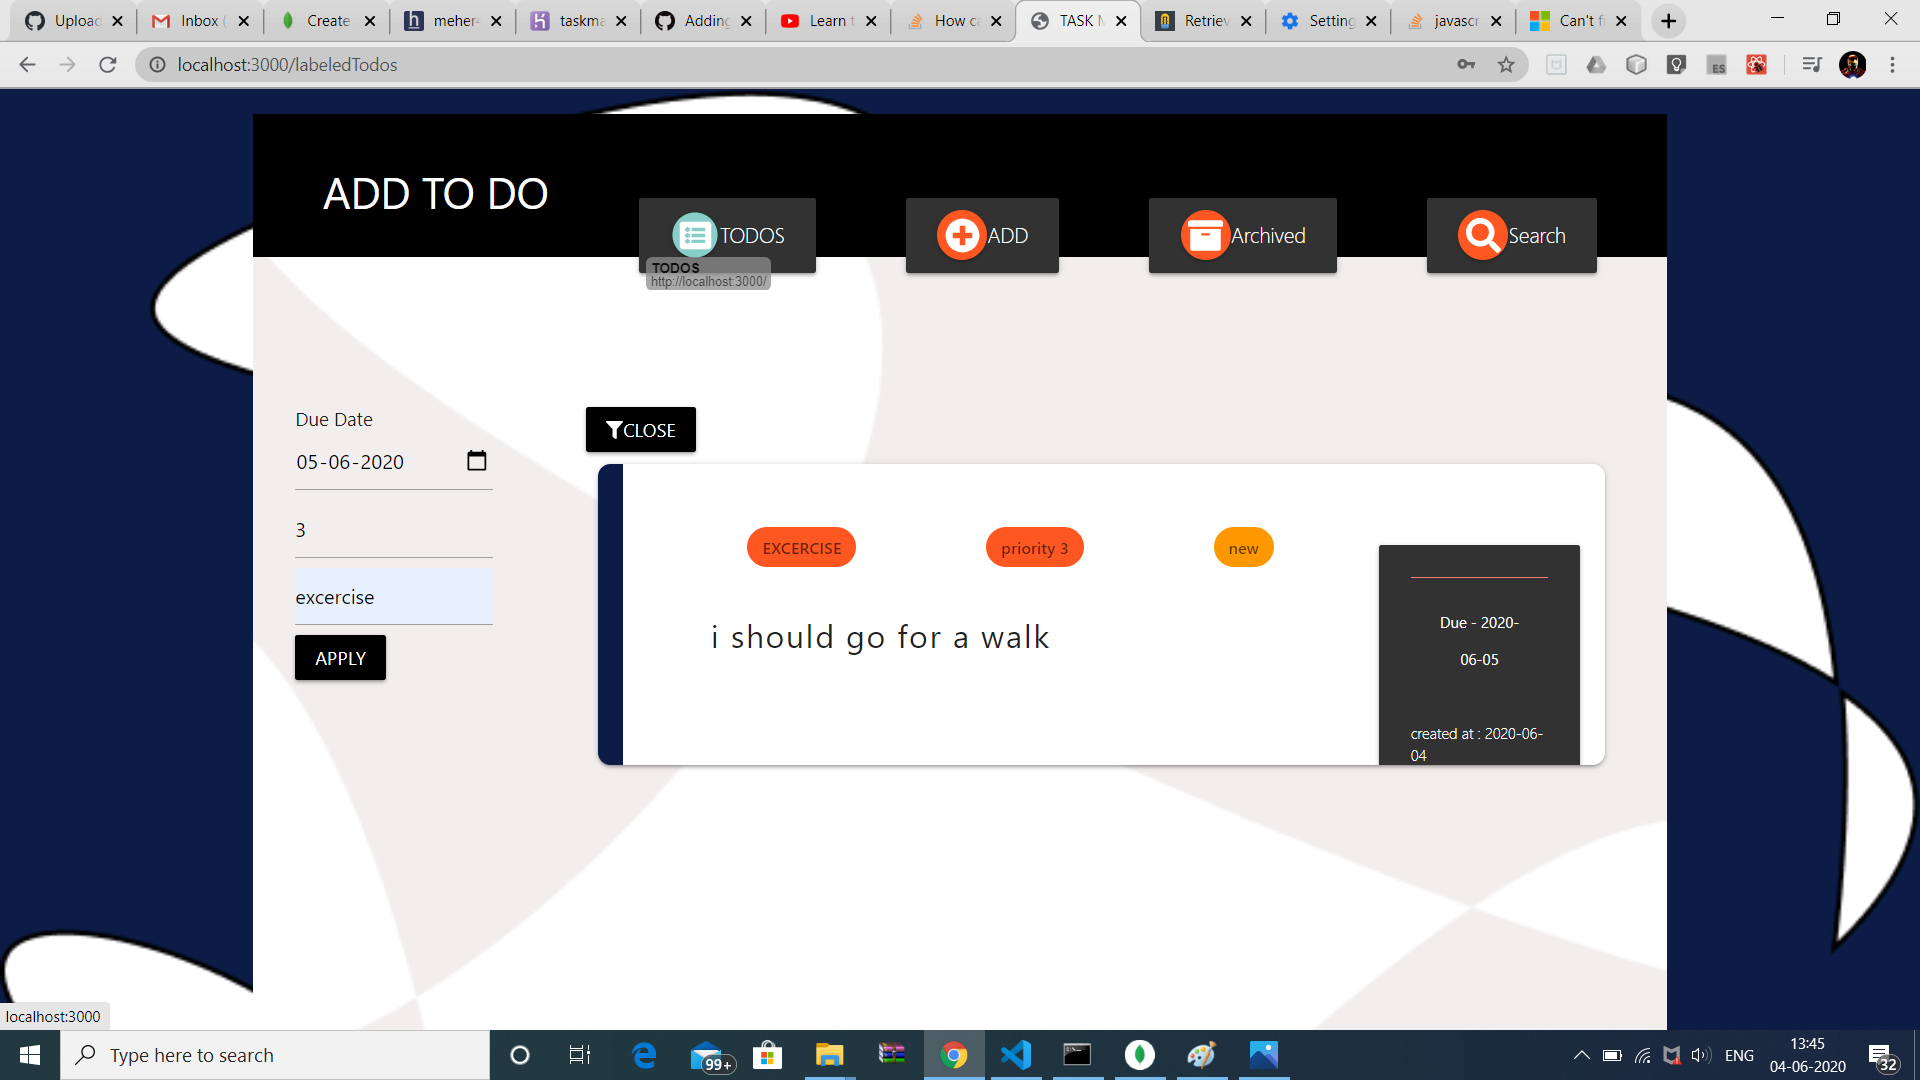 Upload
Inbox (
Create
meher
taskma
Adding
Learn t
How ca
TASK M
Retriev
Setting
javascr
Can't f
localhost:3000/labeledTodos
ES
ADD TO DO
TODOS
ADD
Archived
Search
TODOS
http://localhost:3000/
Due Date
05-06-2020
3
excercise
APPLY
CLOSE
EXCERCISE
priority 3
new
i should go for a walk
Due - 2020-
06-05
created at : 2020-06-
04
localhost:3000
Type here to search
99+
ENG
13:45
04-06-2020
32